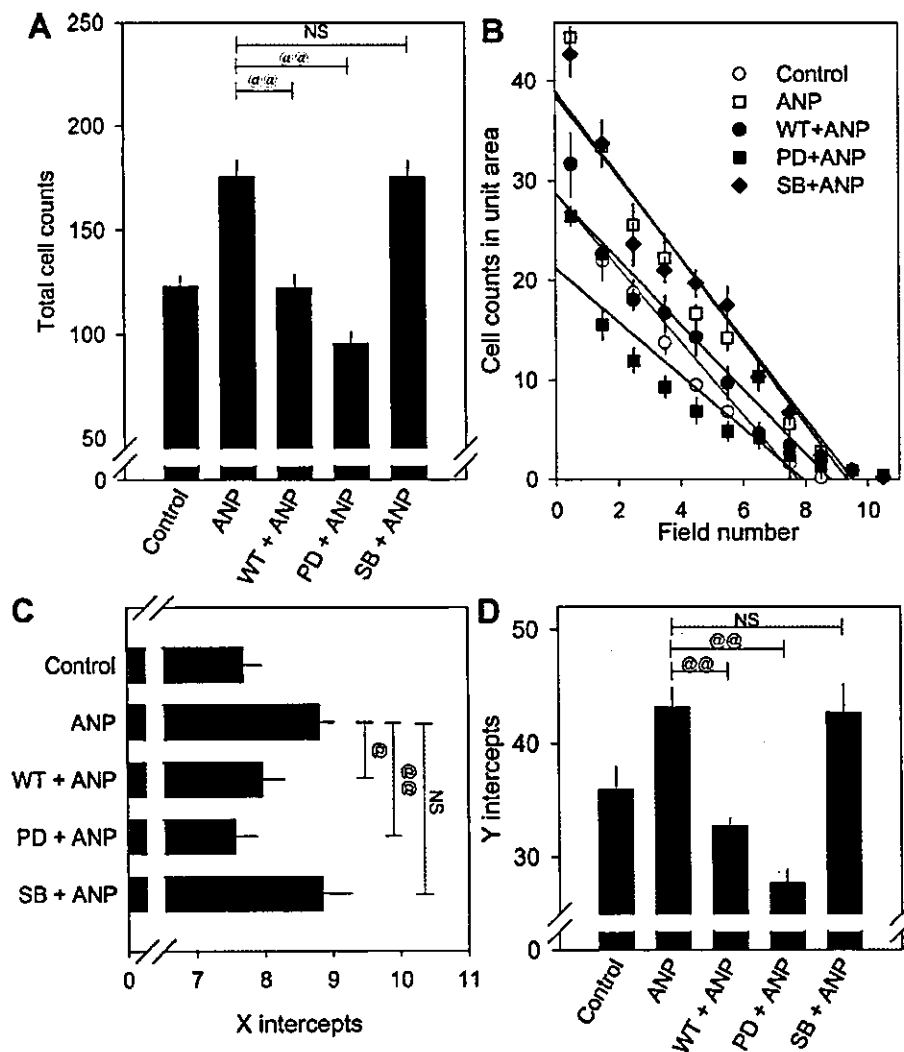 A
250
200
150
100
50
0
Total cell counts
NS
@@
@@
Control
ANP
WT + ANP
PD + ANP
SB + ANP
B
40
30
20
10
0
Cell counts in unit area
Control
ANP
WT+ANP
PD+ANP
SB+ANP
0 2 4 6 8 10
Field number
C
Control
ANP
WT + ANP
PD + ANP
SB + ANP
@
@@
NS
0 7 8 9 10 11
X intercepts
D
50
40
30
0
Y intercepts
NS
@@
@@
Control
ANP
WT + ANP
PD + ANP
SB + ANP